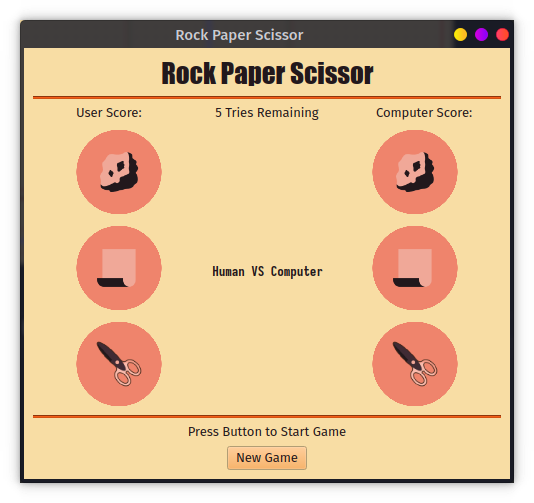 Rock Paper Scissor
Rock Paper Scissor
User Score:
5 Tries Remaining
Computer Score:
Human VS Computer
Press Button to Start Game
New Game